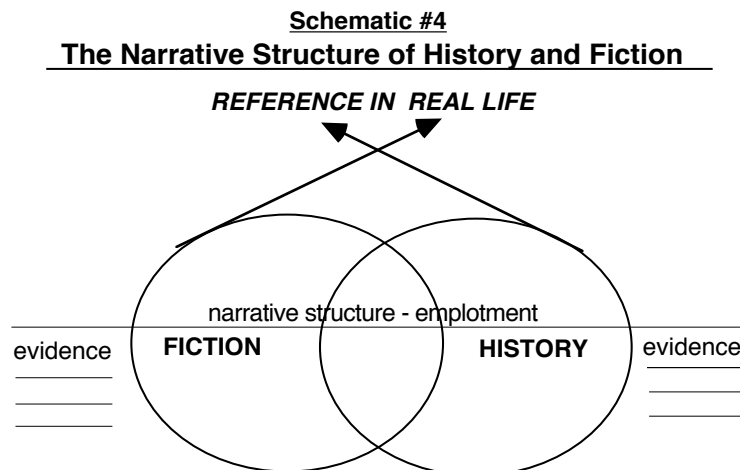 Schematic #4
The Narrative Structure of History and Fiction
REFERENCE IN REAL LIFE
narrative structure - emplotment
evidence
FICTION
HISTORY
evidence